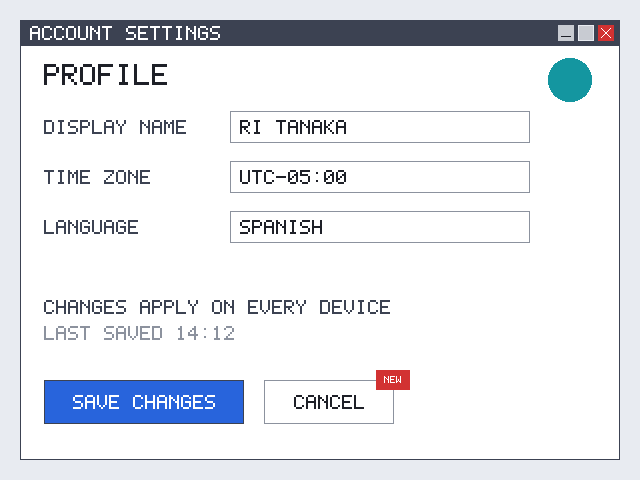 ACCOUNT SETTINGS
PROFILE
DISPLAY NAME RI TANAKA
TIME ZONE UTC-05:00
LANGUAGE SPANISH
CHANGES APPLY ON EVERY DEVICE
LAST SAVED 14:12
NEW
SAVE CHANGES CANCEL